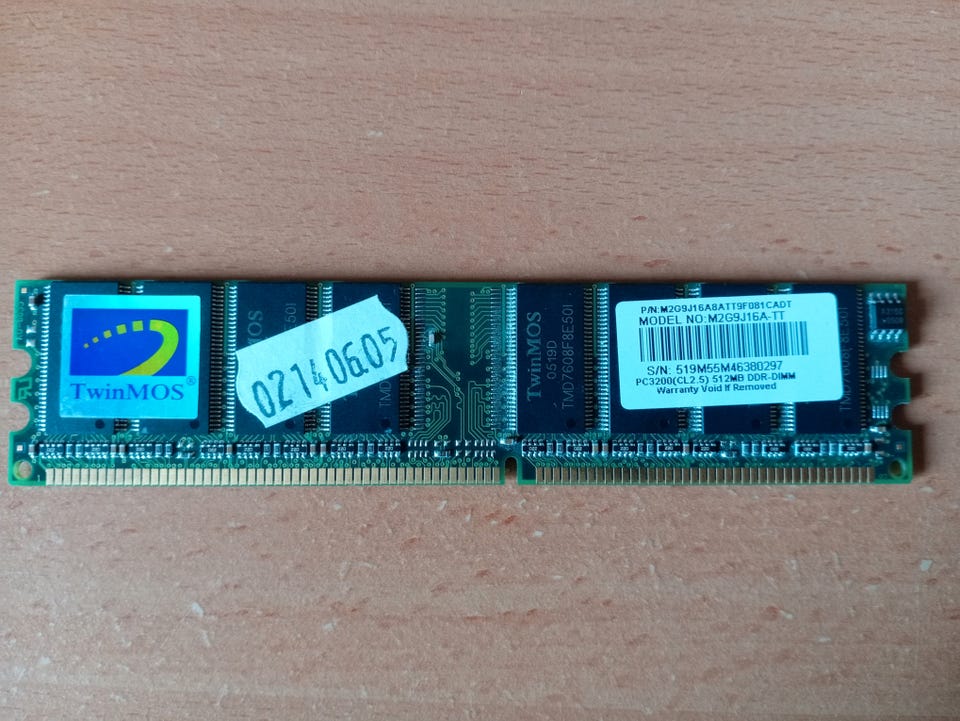 TwinMOS®
02140605
TwinMOS
0519D
TMD7608F8E50I
P/N:M2G9J16A8ATT9F081CADT
MODEL NO:M2G9J16A-TT
S/N: 519M55M46380297
PC3200(CL2.5) 512MB DDR-DIMM
Warranty Void If Removed